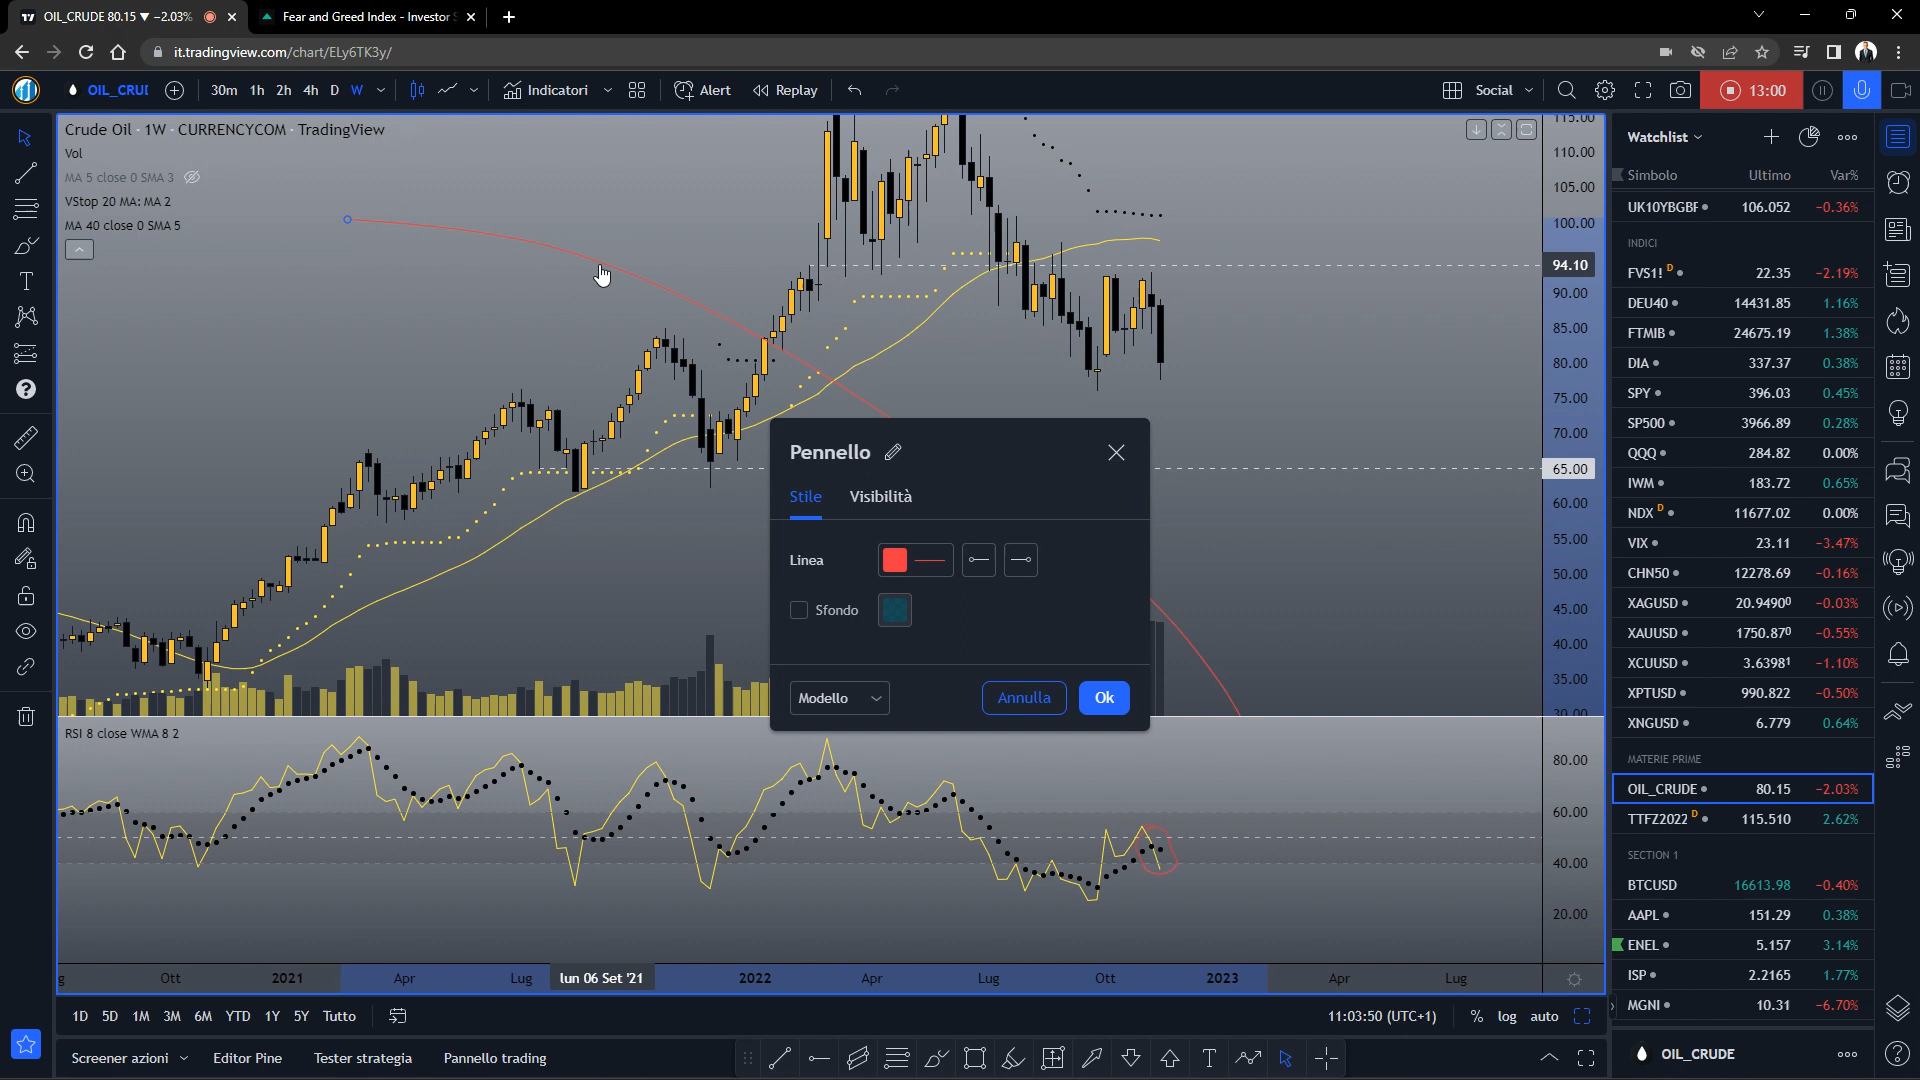 OIL_CRUDE 80.15 ▼ −2.03%
Fear and Greed Index - Investor S
it.tradingview.com/chart/ELy6TK3y/
OIL_CRUI
30m 1h 2h 4h D W
Indicatori
Alert
Replay
Social
13:00
Crude Oil · 1W · CURRENCYCOM · TradingView
Vol
MA 5 close 0 SMA 3
VStop 20 MA: MA 2
MA 40 close 0 SMA 5
115.00
110.00
105.00
100.00
94.10
90.00
85.00
80.00
75.00
70.00
65.00
60.00
55.00
50.00
45.00
40.00
35.00
30.00
Pennello
Stile Visibilità
Linea
Sfondo
Modello
Annulla
Ok
RSI 8 close WMA 8 2
80.00
60.00
40.00
20.00
Ott 2021 Apr Lug lun 06 Set '21 2022 Apr Lug Ott 2023 Apr Lug
1D 5D 1M 3M 6M YTD 1Y 5Y Tutto
11:03:50 (UTC+1) % log auto
Screener azioni Editor Pine Tester strategia Pannello trading
Watchlist
Simbolo Ultimo Var%
UK10YBGBF 106.052 −0.36%
INDICI
FVS1! D 22.35 −2.19%
DEU40 14431.85 1.16%
FTMIB 24675.19 1.38%
DIA 337.37 0.38%
SPY 396.03 0.45%
SP500 3966.89 0.28%
QQQ 284.82 0.00%
IWM 183.72 0.65%
NDX D 11677.02 0.00%
VIX 23.11 −3.47%
CHN50 12278.69 −0.16%
XAGUSD 20.9490⁰ −0.03%
XAUUSD 1750.87⁰ −0.55%
XCUUSD 3.6398¹ −1.10%
XPTUSD 990.822 −0.50%
XNGUSD 6.779 0.64%
MATERIE PRIME
OIL_CRUDE 80.15 −2.03%
TTFZ2022 D 115.510 2.62%
SECTION 1
BTCUSD 16613.98 −0.40%
AAPL 151.29 0.38%
ENEL 5.157 3.14%
ISP 2.2165 1.77%
MGNI 10.31 −6.70%
OIL_CRUDE